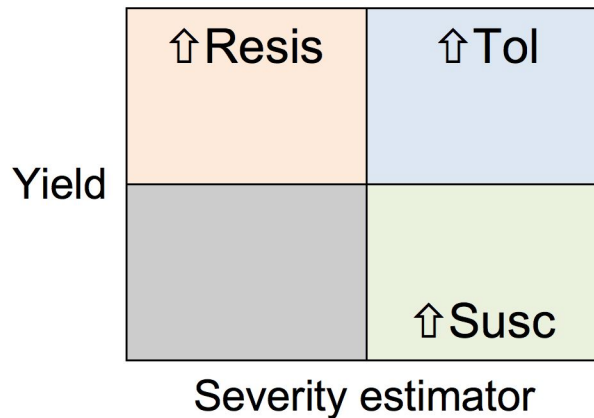 ⇧Resis
⇧Tol
Yield
⇧Susc
Severity estimator